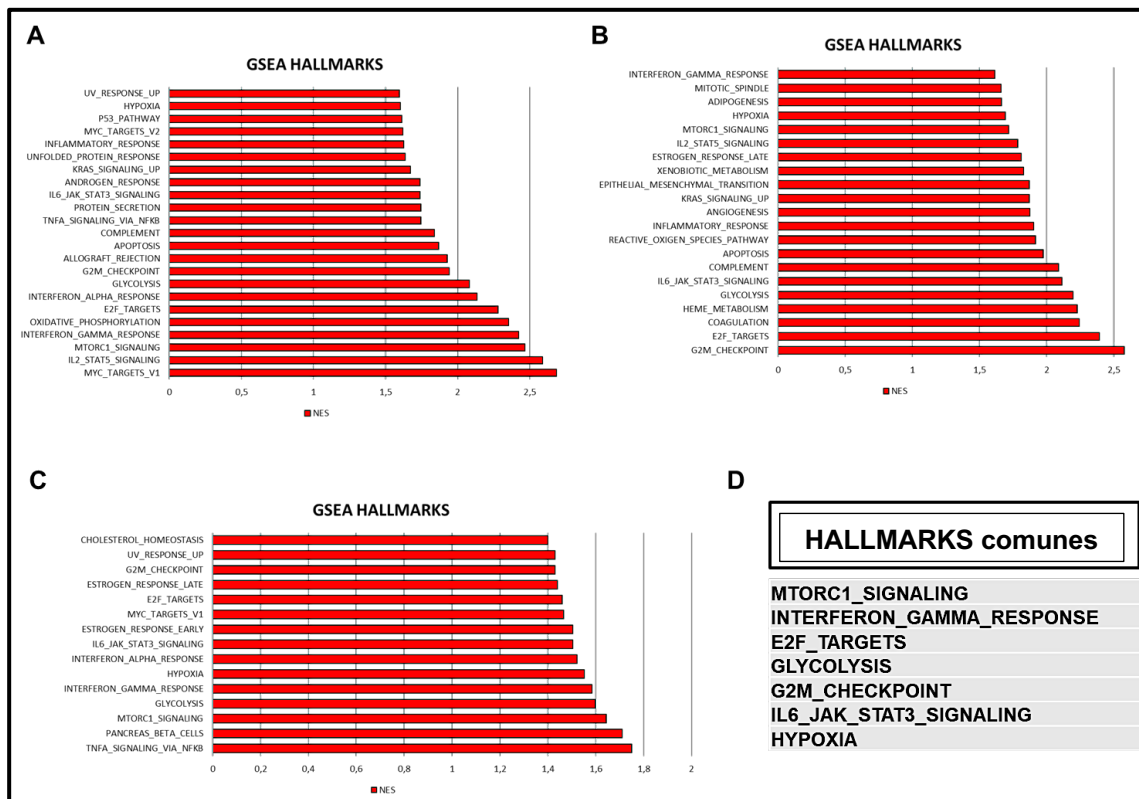 A
GSEA HALLMARKS
UV_RESPONSE_UP
HYPOXIA
P53_PATHWAY
MYC_TARGETS_V2
INFLAMMATORY_RESPONSE
UNFOLDED_PROTEIN_RESPONSE
KRAS_SIGNALING_UP
ANDROGEN_RESPONSE
IL6_JAK_STAT3_SIGNALING
PROTEIN_SECRETION
TNFA_SIGNALING_VIA_NFKB
COMPLEMENT
APOPTOSIS
ALLOGRAFT_REJECTION
G2M_CHECKPOINT
GLYCOLYSIS
INTERFERON_ALPHA_RESPONSE
E2F_TARGETS
OXIDATIVE_PHOSPHORYLATION
INTERFERON_GAMMA_RESPONSE
MTORC1_SIGNALING
IL2_STAT5_SIGNALING
MYC_TARGETS_V1
0 0,5 1 1,5 2 2,5
NES
B
GSEA HALLMARKS
INTERFERON_GAMMA_RESPONSE
MITOTIC_SPINDLE
ADIPOGENESIS
HYPOXIA
MTORC1_SIGNALING
IL2_STAT5_SIGNALING
ESTROGEN_RESPONSE_LATE
XENOBIOTIC_METABOLISM
EPITHELIAL_MESENCHYMAL_TRANSITION
KRAS_SIGNALING_UP
ANGIOGENESIS
INFLAMMATORY_RESPONSE
REACTIVE_OXIGEN_SPECIES_PATHWAY
APOPTOSIS
COMPLEMENT
IL6_JAK_STAT3_SIGNALING
GLYCOLYSIS
HEME_METABOLISM
COAGULATION
E2F_TARGETS
G2M_CHECKPOINT
0 0,5 1 1,5 2 2,5
NES
C
GSEA HALLMARKS
CHOLESTEROL_HOMEOSTASIS
UV_RESPONSE_UP
G2M_CHECKPOINT
ESTROGEN_RESPONSE_LATE
E2F_TARGETS
MYC_TARGETS_V1
ESTROGEN_RESPONSE_EARLY
IL6_JAK_STAT3_SIGNALING
INTERFERON_ALPHA_RESPONSE
HYPOXIA
INTERFERON_GAMMA_RESPONSE
GLYCOLYSIS
MTORC1_SIGNALING
PANCREAS_BETA_CELLS
TNFA_SIGNALING_VIA_NFKB
0 0,2 0,4 0,6 0,8 1 1,2 1,4 1,6 1,8 2
NES
D
HALLMARKS comunes
MTORC1_SIGNALING
INTERFERON_GAMMA_RESPONSE
E2F_TARGETS
GLYCOLYSIS
G2M_CHECKPOINT
IL6_JAK_STAT3_SIGNALING
HYPOXIA